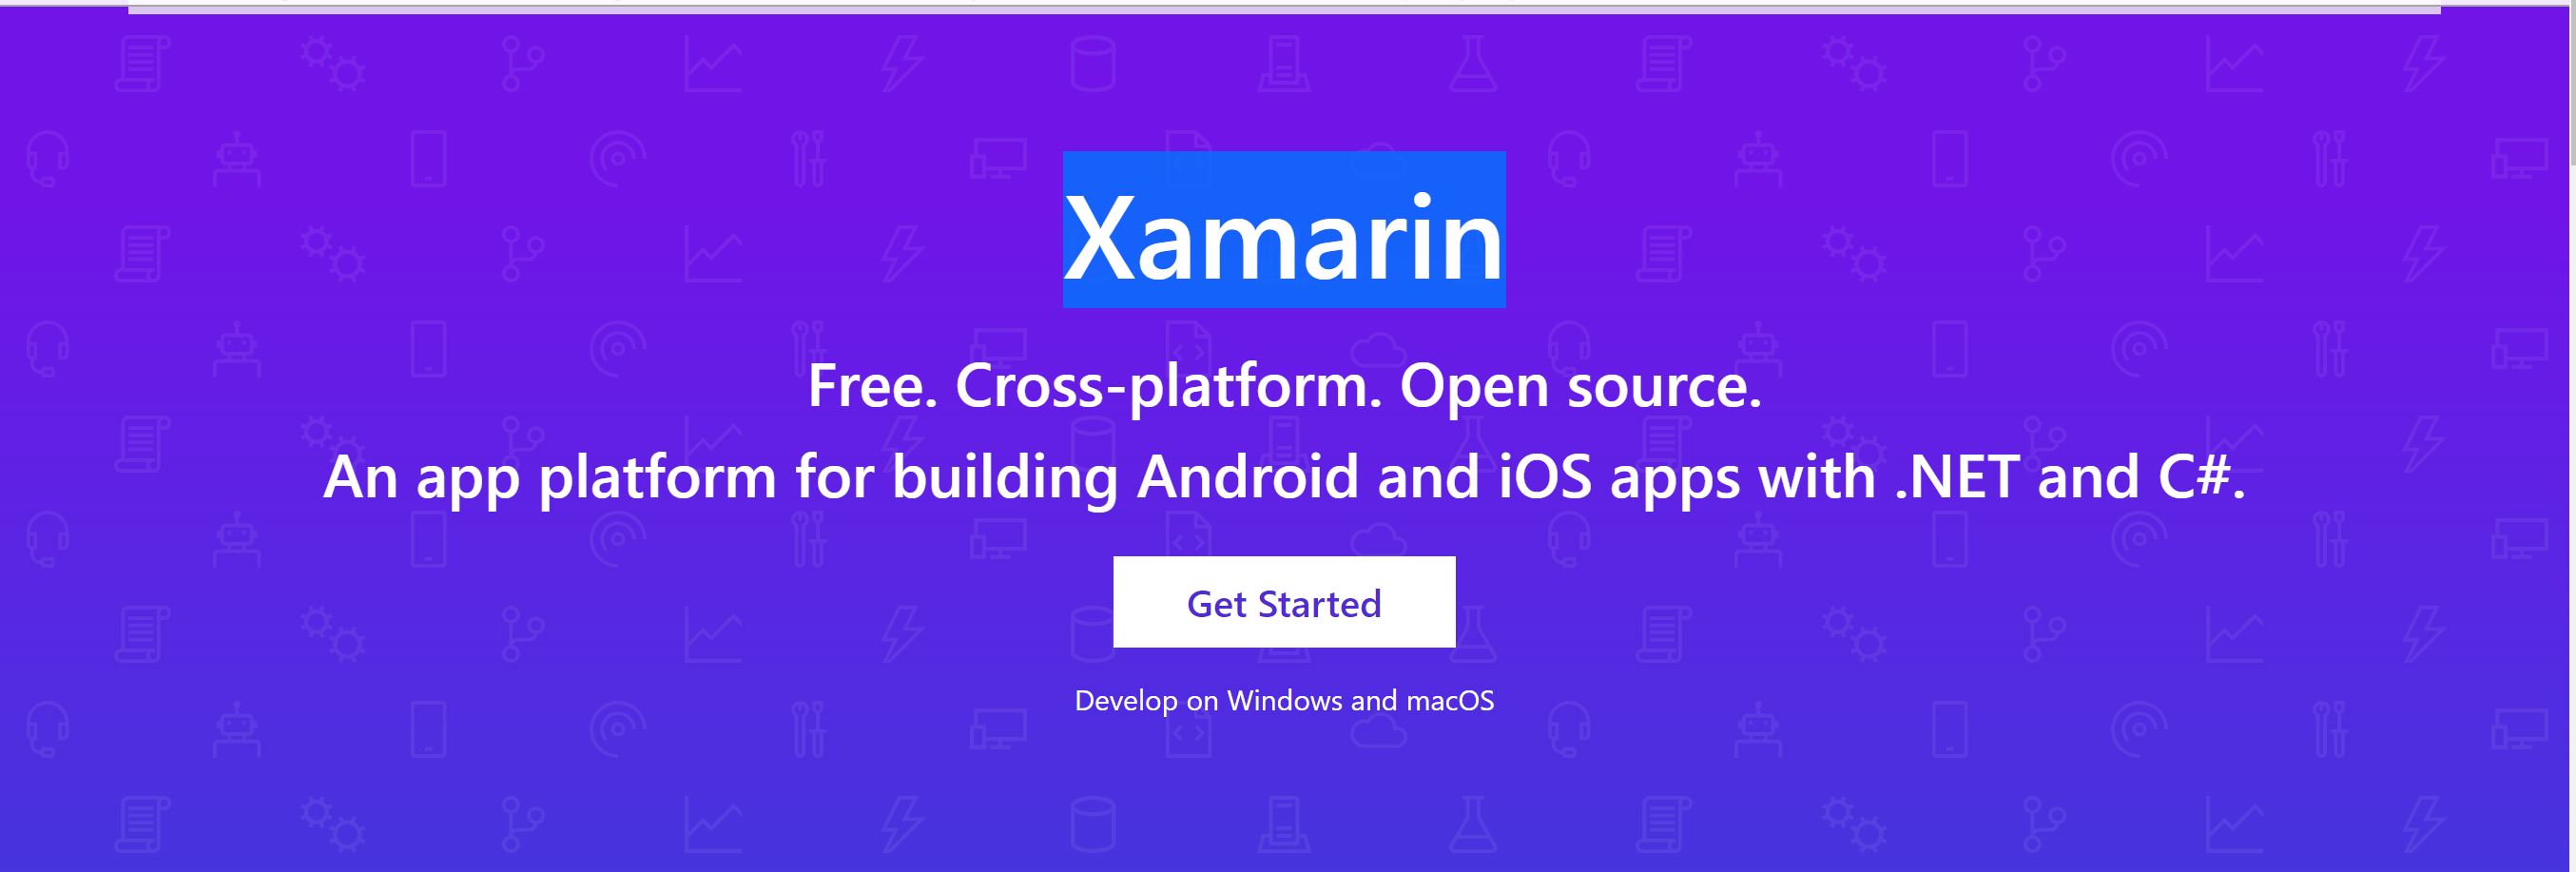 Xamarin
Free. Cross-platform. Open source.
An app platform for building Android and iOS apps with .NET and C#.
Get Started
Develop on Windows and macOS